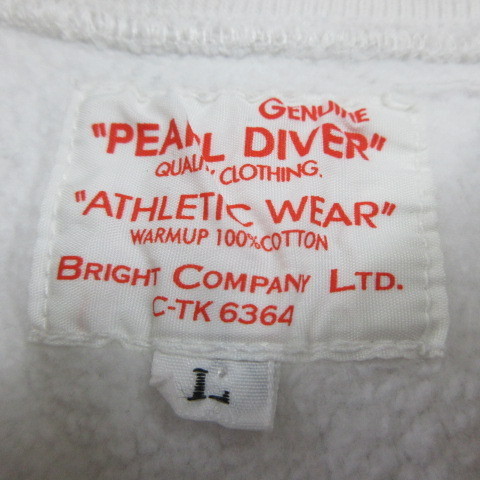 GENUINE
"PEARL DIVER"
QUALITY CLOTHING.
"ATHLETIC WEAR"
WARMUP 100%COTTON
BRIGHT COMPANY LTD.
C-TK 6364
L